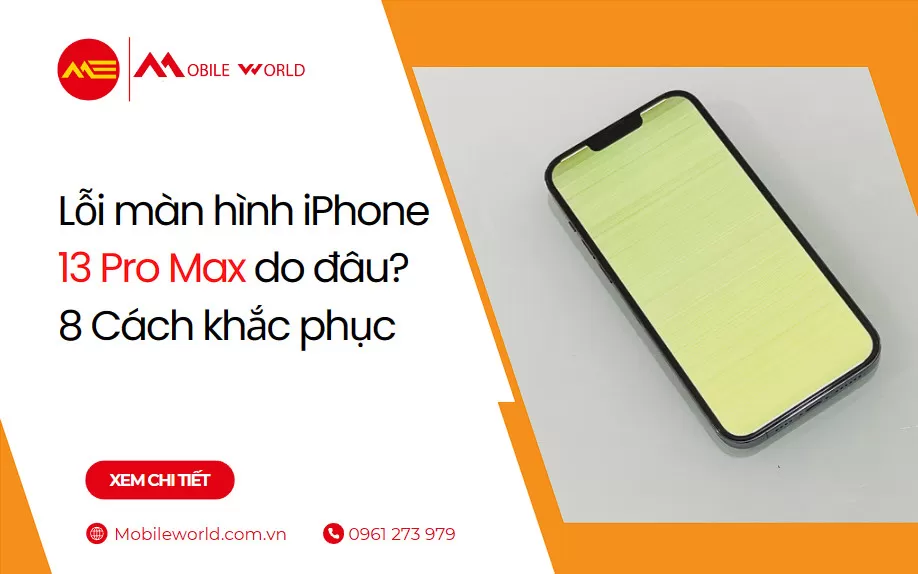 ME MOBILE WORLD
Lỗi màn hình iPhone
13 Pro Max do đâu?
8 Cách khắc phục
XEM CHI TIẾT
Mobileworld.com.vn 0961 273 979